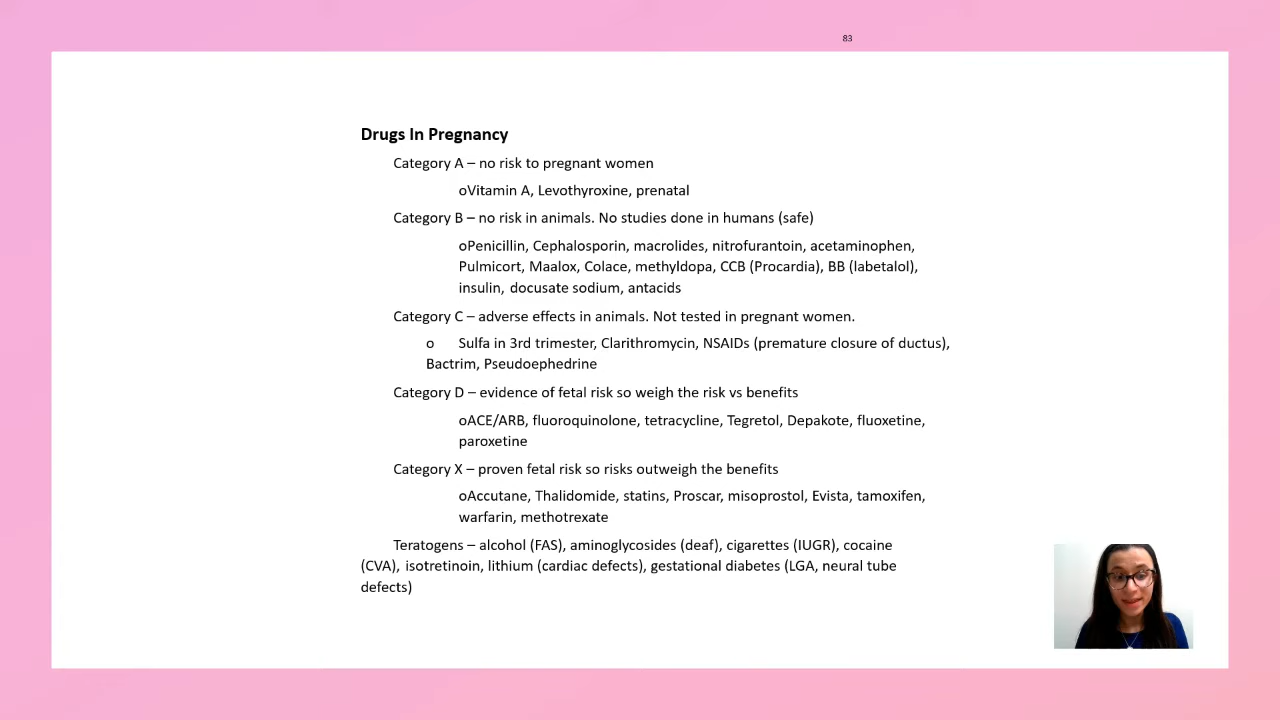 83
Drugs In Pregnancy
Category A – no risk to pregnant women
oVitamin A, Levothyroxine, prenatal
Category B – no risk in animals. No studies done in humans (safe)
oPenicillin, Cephalosporin, macrolides, nitrofurantoin, acetaminophen,
Pulmicort, Maalox, Colace, methyldopa, CCB (Procardia), BB (labetalol),
insulin, docusate sodium, antacids
Category C – adverse effects in animals. Not tested in pregnant women.
o Sulfa in 3rd trimester, Clarithromycin, NSAIDs (premature closure of ductus),
Bactrim, Pseudoephedrine
Category D – evidence of fetal risk so weigh the risk vs benefits
oACE/ARB, fluoroquinolone, tetracycline, Tegretol, Depakote, fluoxetine,
paroxetine
Category X – proven fetal risk so risks outweigh the benefits
oAccutane, Thalidomide, statins, Proscar, misoprostol, Evista, tamoxifen,
warfarin, methotrexate
Teratogens – alcohol (FAS), aminoglycosides (deaf), cigarettes (IUGR), cocaine
(CVA), isotretinoin, lithium (cardiac defects), gestational diabetes (LGA, neural tube
defects)